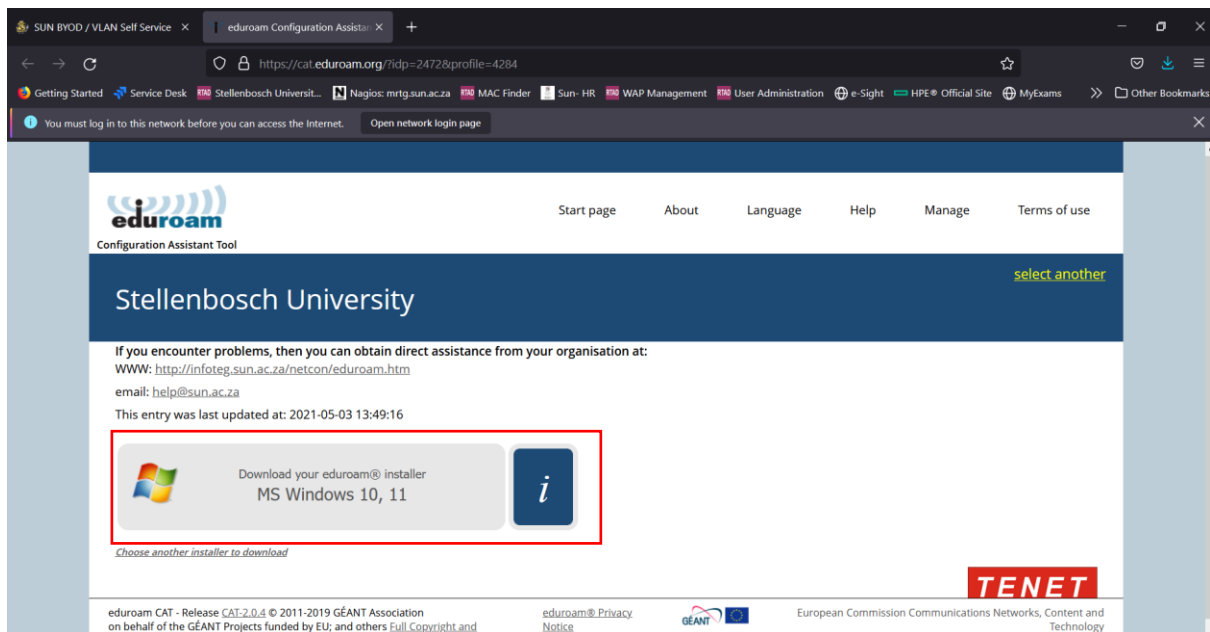 SUN BYOD / VLAN Self Service
eduroam Configuration Assistan
https://cat.eduroam.org/?idp=2472&profile=4284
Getting Started Service Desk Stellenbosch Universit... Nagios: mrtg.sun.ac.za MAC Finder Sun- HR WAP Management User Administration e-Sight HPE® Official Site MyExams Other Bookmarks
You must log in to this network before you can access the Internet. Open network login page
eduroam
Configuration Assistant Tool
Start page About Language Help Manage Terms of use
select another
Stellenbosch University
If you encounter problems, then you can obtain direct assistance from your organisation at:
WWW: http://infoteg.sun.ac.za/netcon/eduroam.htm
email: help@sun.ac.za
This entry was last updated at: 2021-05-03 13:49:16
Download your eduroam® installer
MS Windows 10, 11
i
Choose another installer to download
TENET
eduroam CAT - Release CAT-2.0.4 © 2011-2019 GÉANT Association
on behalf of the GÉANT Projects funded by EU; and others Full Copyright and
eduroam® Privacy
Notice
GÉANT
European Commission Communications Networks, Content and
Technology